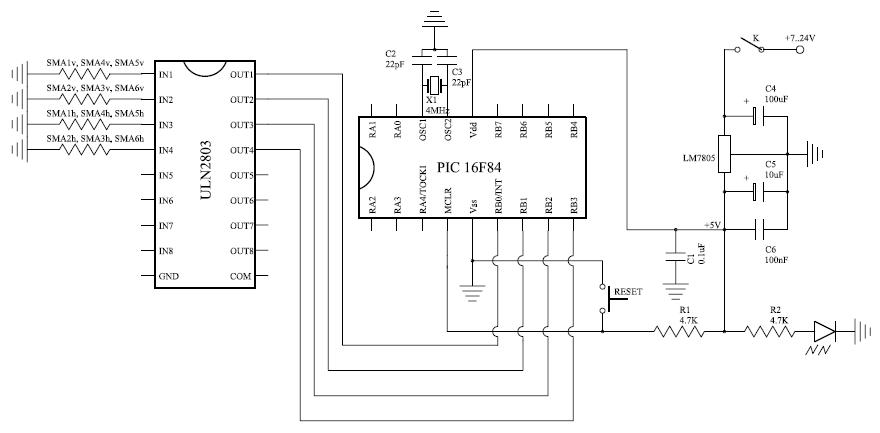 SMA1v, SMA4v, SMA5v
SMA2v, SMA3v, SMA6v
SMA1h, SMA4h, SMA5h
SMA2h, SMA3h, SMA6h
IN1
IN2
IN3
IN4
IN5
IN6
IN7
IN8
GND
ULN2803
OUT1
OUT2
OUT3
OUT4
OUT5
OUT6
OUT7
OUT8
COM
C2
22pF
C3
22pF
X1
4MHz
RA1
RA0
OSC1
OSC2
Vdd
RB7
RB6
RB5
RB4
PIC 16F84
RA2
RA3
RA4/TOCK1
MCLR
Vss
RB0/INT
RB1
RB2
RB3
K
+7..24V
C4
100uF
+
LM7805
C5
10uF
+
+5V
C6
100nF
C1
0.1uF
RESET
R1
4.7K
R2
4.7K